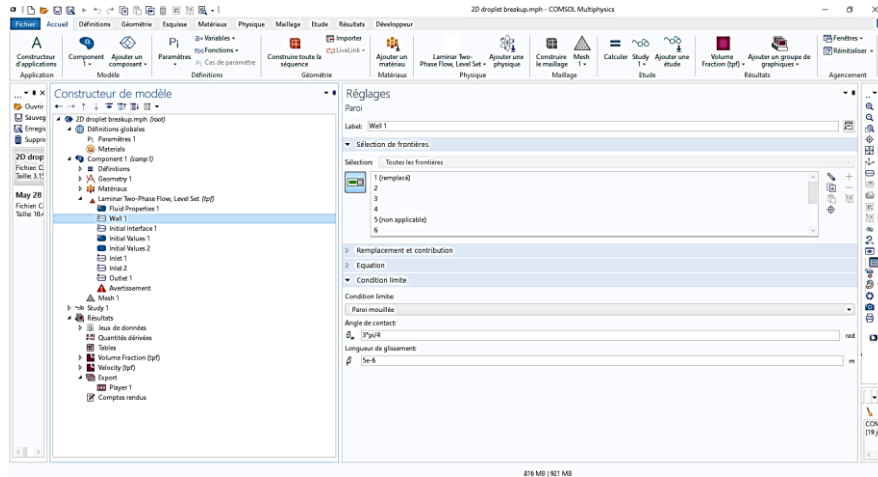 2D droplet breakup.mph - COMSOL Multiphysics
Fichier Accueil Définitions Géométrie Esquisse Matériaux Physique Maillage Etude Résultats Développeur
Constructeur d'applications
Component 1
Ajouter un composant
Pi Paramètres
a= Variables
f(x) Fonctions
Pi Cas de paramètre
Construire toute la séquence
Importer
LiveLink
Ajouter un matériau
Laminar Two-Phase Flow, Level Set
Ajouter une physique
Construire le maillage
Mesh 1
Calculer
Study 1
Ajouter une étude
Volume Fraction (tpf)
Ajouter un groupe de graphiques
Fenêtres
Réinitialiser
Application Modèle Définitions Géométrie Matériaux Physique Maillage Etude Résultats Agencement
Ouvrir
Sauveg
Enregis
Suppri
2D drop
Fichier: C:
May 28
Fichier: C:
Constructeur de modèle
2D droplet breakup.mph (root)
Définitions globales
Pi Paramètres 1
Materials
Component 1 (comp1)
Définitions
Geometry 1
Matériaux
Laminar Two-Phase Flow, Level Set (tpf)
Fluid Properties 1
Wall 1
Initial Interface 1
Initial Values 1
Initial Values 2
Inlet 1
Inlet 2
Outlet 1
Avertissement
Mesh 1
Study 1
Résultats
Jeux de données
Quantités dérivées
Tables
Volume Fraction (tpf)
Velocity (tpf)
Export
Player 1
Comptes rendus
Réglages
Paroi
Label: Wall 1
Sélection de frontières
Sélection: Toutes les frontières
1 (remplacé)
2
3
4
5 (non applicable)
6
Remplacement et contribution
Equation
Condition limite
Condition limite:
Paroi mouillée
Angle de contact:
θw 3*pi/4 rad
Longueur de glissement:
β 5e-6 m
816 MB | 921 MB